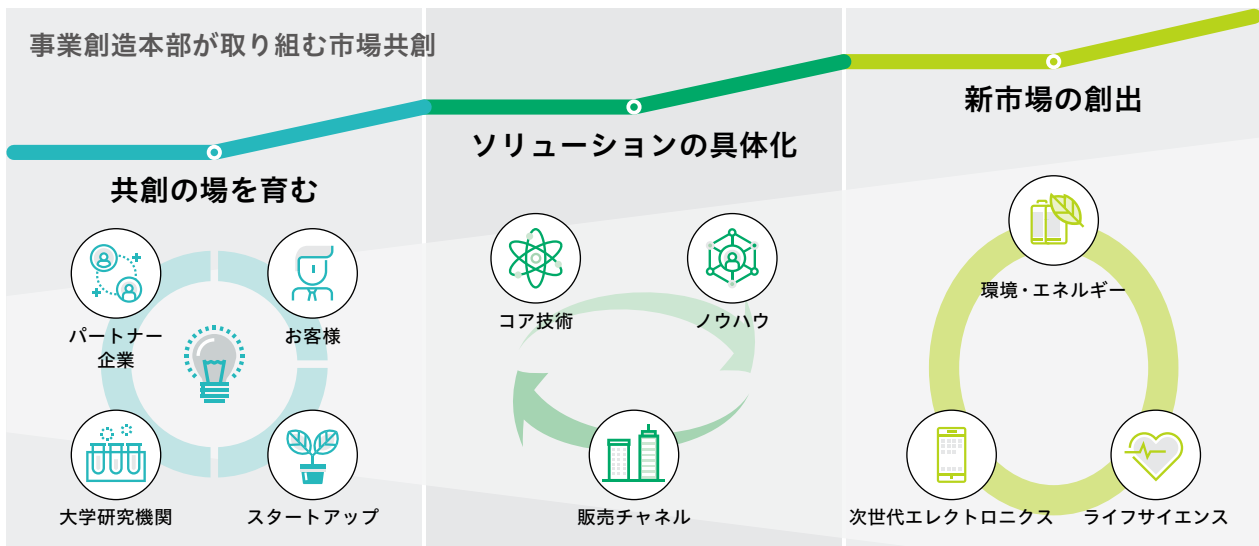 事業創造本部が取り組む市場共創
共創の場を育む
パートナー
企業
お客様
大学研究機関
スタートアップ
ソリューションの具体化
コア技術
ノウハウ
販売チャネル
新市場の創出
環境・エネルギー
次世代エレクトロニクス
ライフサイエンス